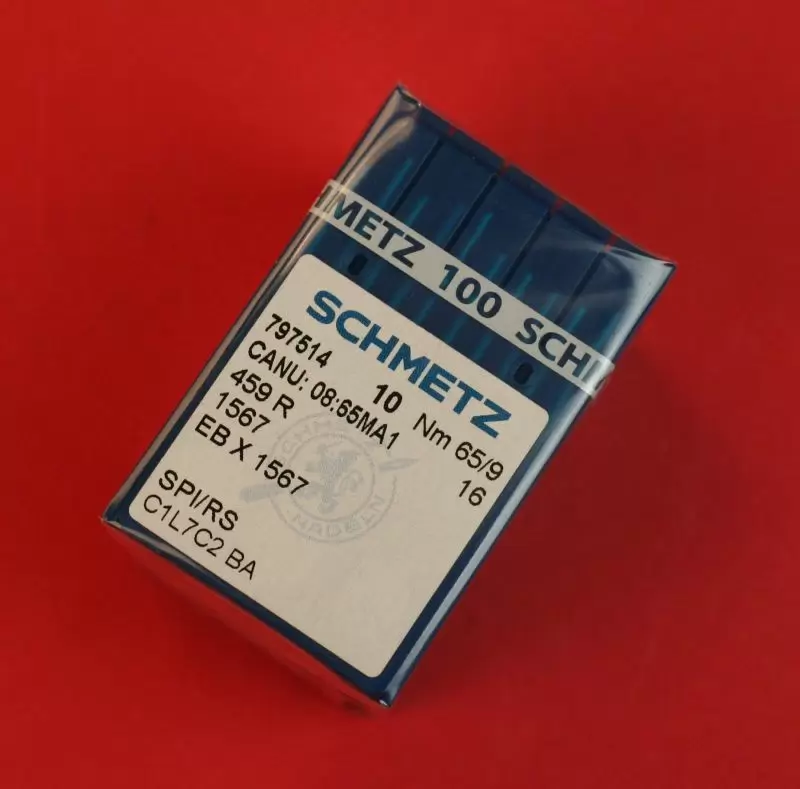 HMETZ 100 SCHI
SCHMETZ
797514 10 Nm 65/9
CANU: 08:65MA1 16
459 R
1567
EB X 1567
SPI/RS
C1L7C2 BA